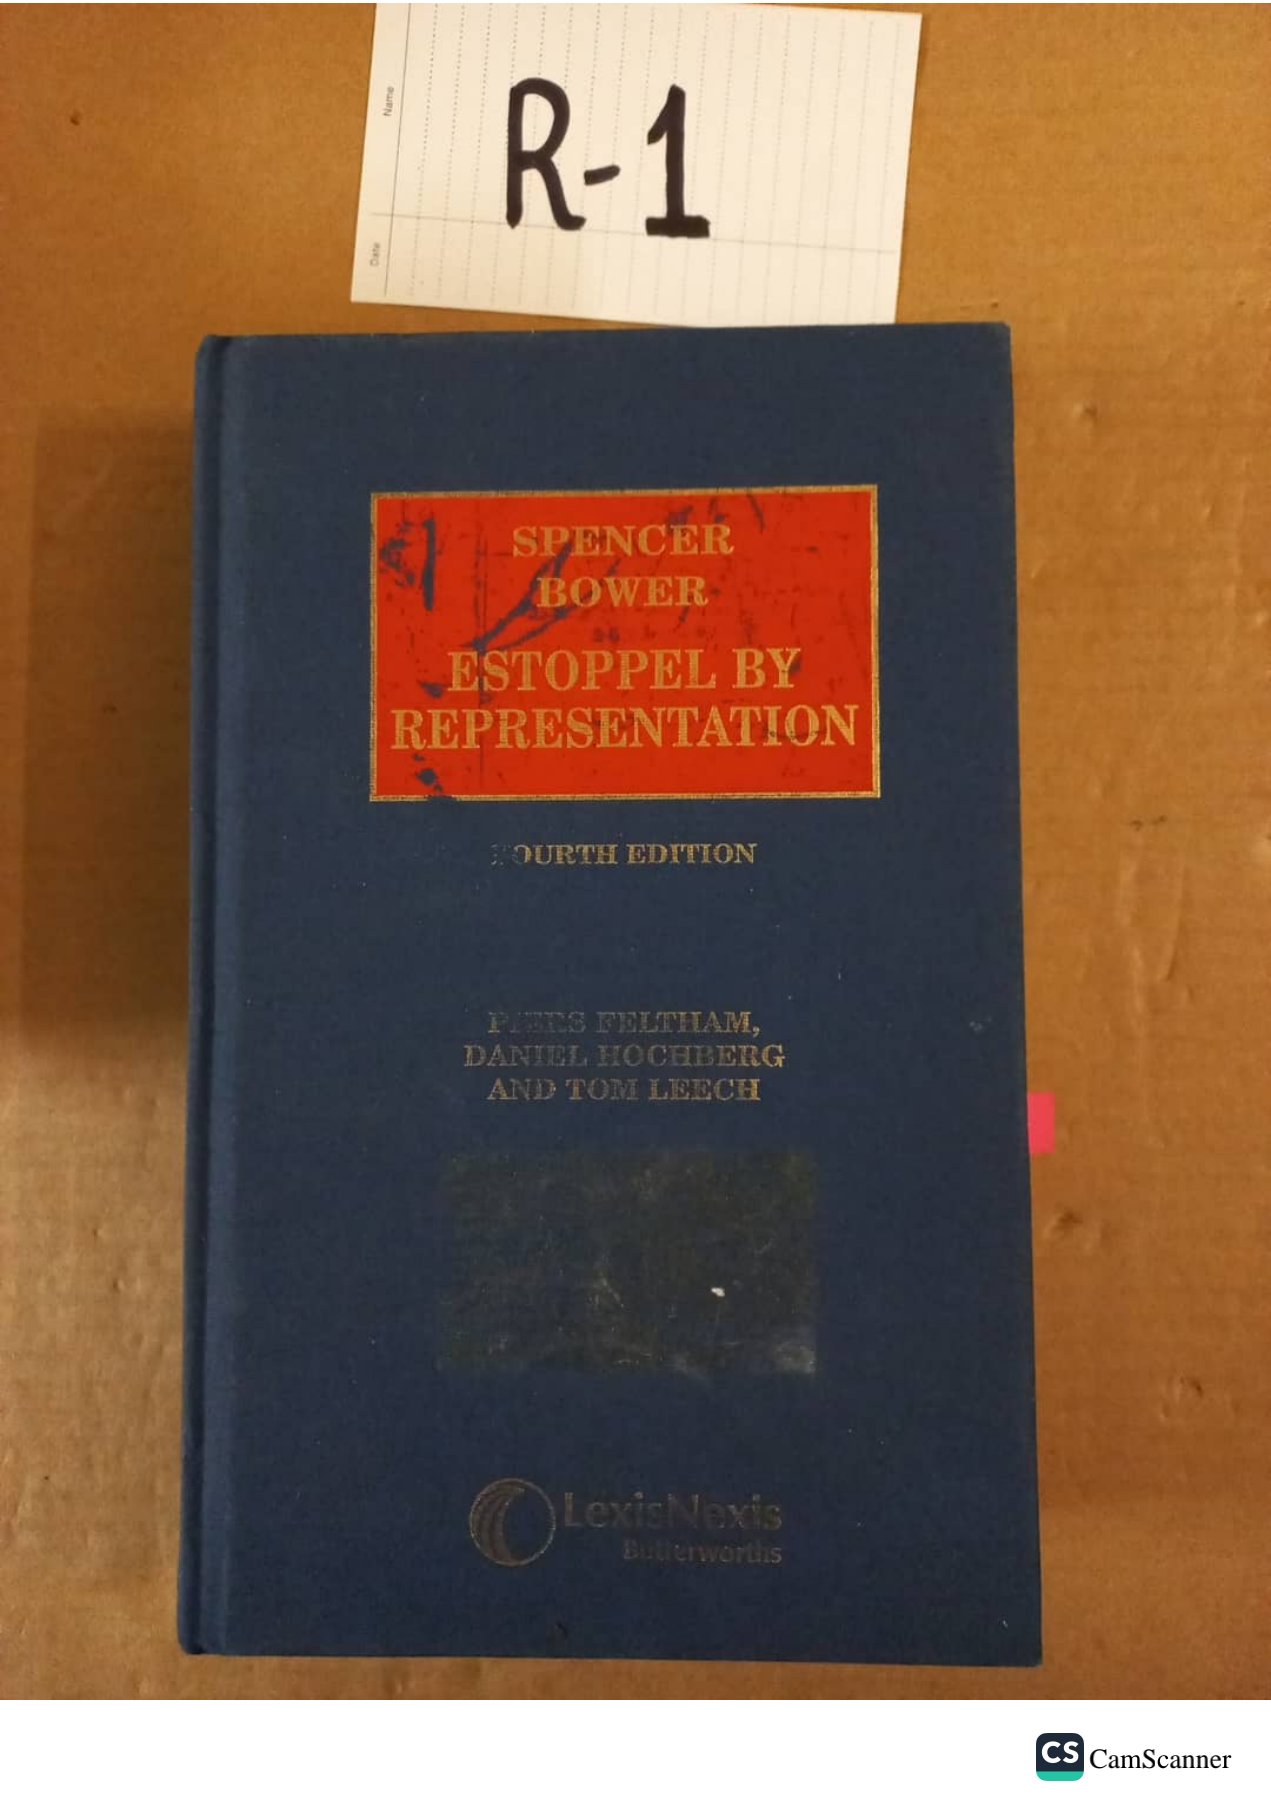 Name
Date
R-1
SPENCER
BOWER
ESTOPPEL BY
REPRESENTATION
FOURTH EDITION
PIERS FELTHAM,
DANIEL HOCHBERG
AND TOM LEECH
LexisNexis
Butterworths
CS CamScanner